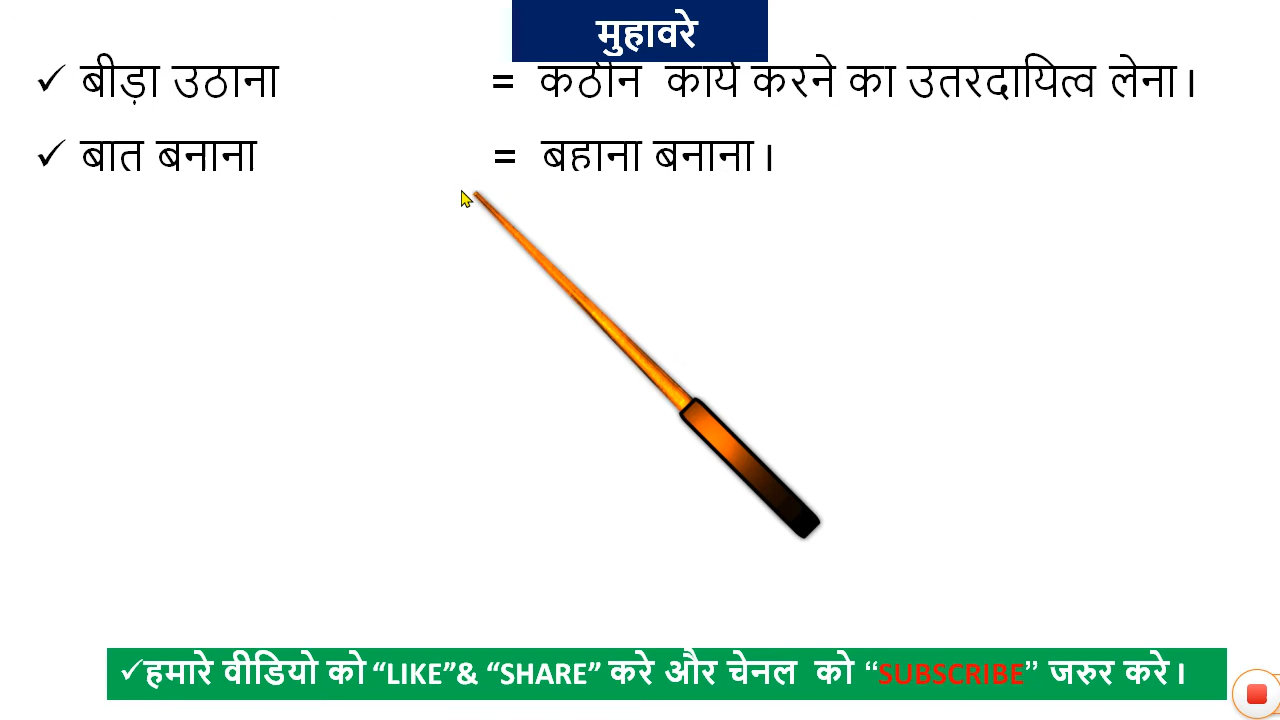 मुहावरे
✓ बीड़ा उठाना = कठीन कार्य करने का उतरदायित्व लेना।
✓ बात बनाना = बहाना बनाना।
✓हमारे वीडियो को “LIKE”& “SHARE” करे और चेनल को “SUBSCRIBE” जरुर करे।